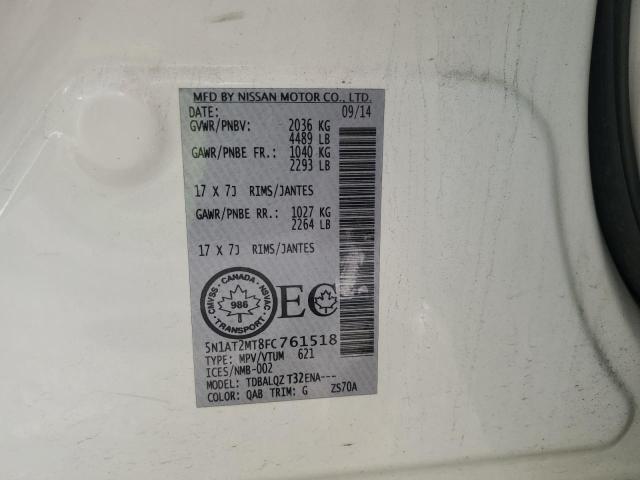 MFD BY NISSAN MOTOR CO., LTD.
DATE: 09/14
GVWR/PNBV: 2036 KG
4489 LB
GAWR/PNBE FR.: 1040 KG
2293 LB
17 X 7J RIMS/JANTES
GAWR/PNBE RR.: 1027 KG
2264 LB
17 X 7J RIMS/JANTES
CANADA
CMVSS NSVAC
986
TRANSPORT
EC
5N1AT2MT8FC761518
TYPE: MPV/VTUM 621
ICES/NMB-002
MODEL: TDBALQZ T32ENA---
COLOR: QAB TRIM: G ZS70A